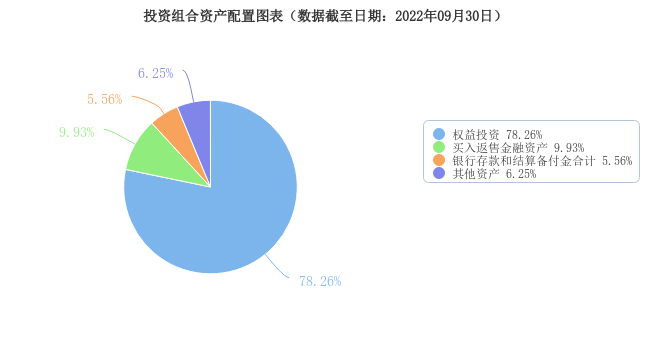 投资组合资产配置图表（数据截至日期：2022年09月30日）
6.25%
5.56%
9.93%
78.26%
权益投资 78.26%
买入返售金融资产 9.93%
银行存款和结算备付金合计 5.56%
其他资产 6.25%